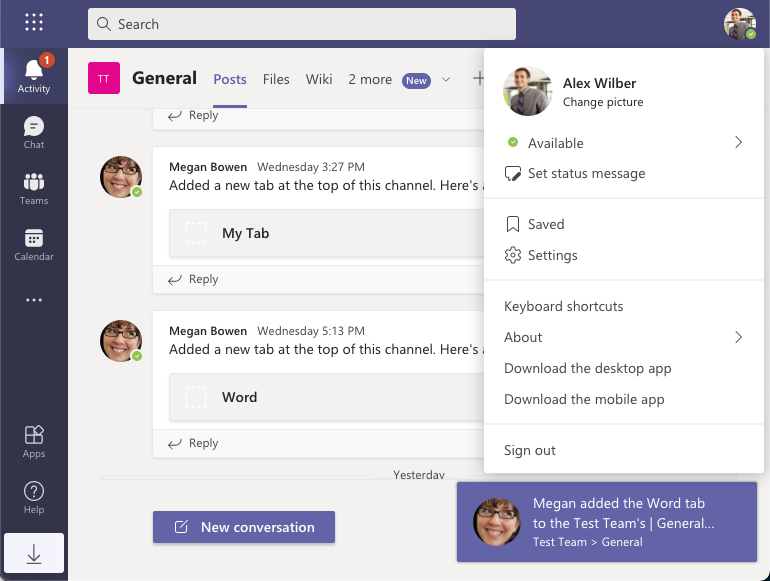 Search
1
Activity
Chat
Teams
Calendar
Apps
Help
TT
General
Posts
Files
Wiki
2 more
New
Reply
Megan Bowen Wednesday 3:27 PM
Added a new tab at the top of this channel. Here's
My Tab
Reply
Megan Bowen Wednesday 5:13 PM
Added a new tab at the top of this channel. Here's
Word
Reply
Yesterday
New conversation
Alex Wilber
Change picture
Available
Set status message
Saved
Settings
Keyboard shortcuts
About
Download the desktop app
Download the mobile app
Sign out
Megan added the Word tab
to the Test Team's | General...
Test Team > General